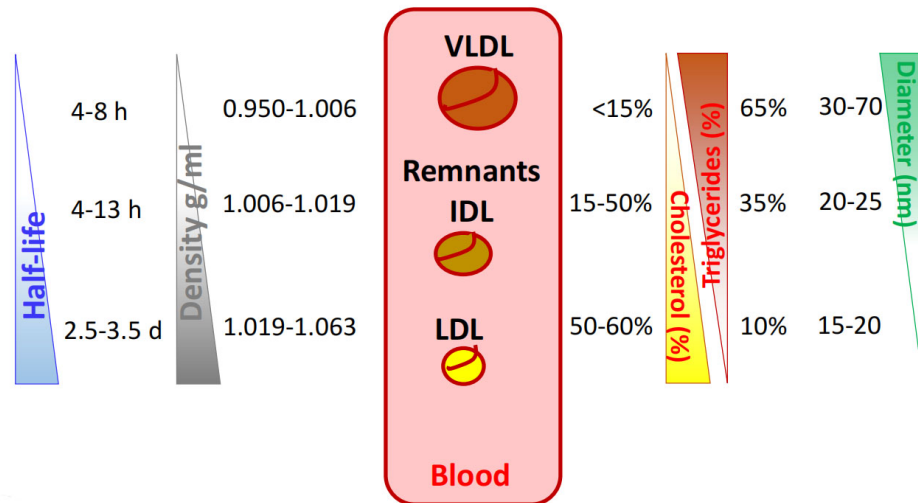 VLDL
4-8 h
0.950-1.006
<15%
65%
30-70
Remnants
IDL
4-13 h
1.006-1.019
15-50%
35%
20-25
LDL
2.5-3.5 d
1.019-1.063
50-60%
10%
15-20
Half-life
Density g/ml
Cholesterol (%)
Triglycerides (%)
Diameter (nm)
Blood